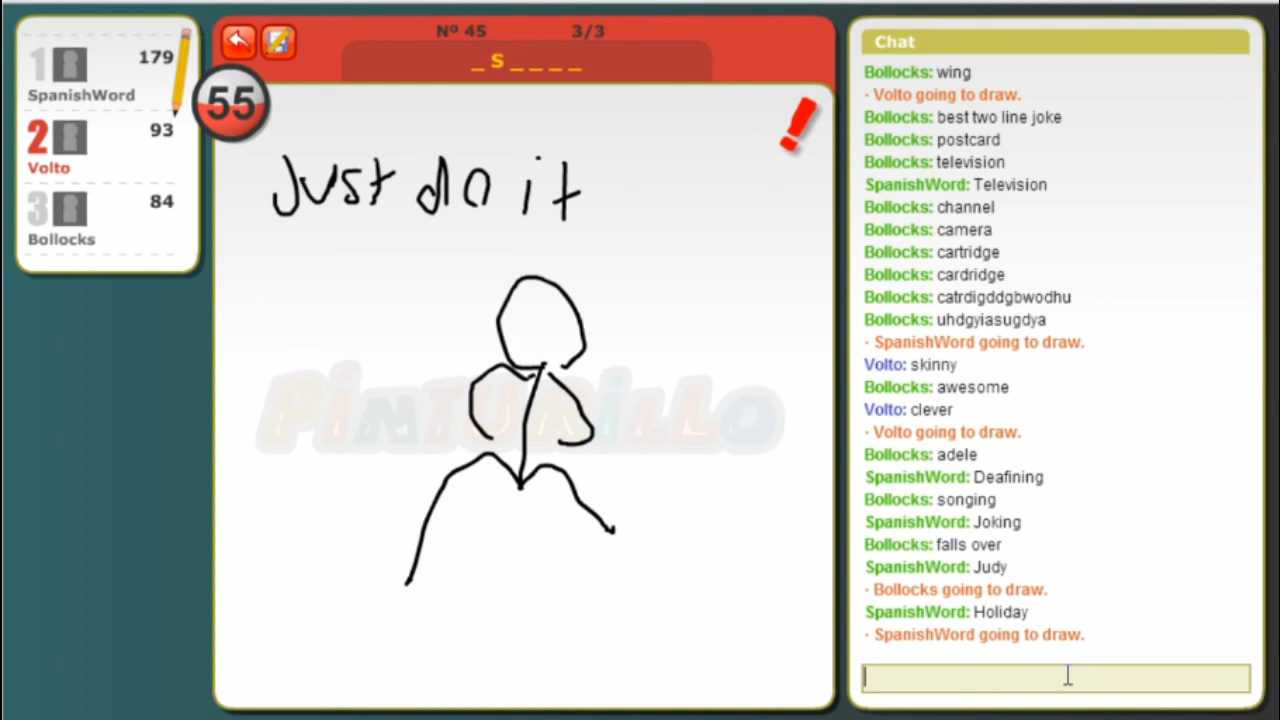 1 179
SpanishWord
2 93
Volto
3 84
Bollocks
55
Nº 45 3/3
_ S _ _ _ _
Just do it
PiNTURiLLO
Chat
Bollocks: wing
· Volto going to draw.
Bollocks: best two line joke
Bollocks: postcard
Bollocks: television
SpanishWord: Television
Bollocks: channel
Bollocks: camera
Bollocks: cartridge
Bollocks: cardridge
Bollocks: catrdigddgbwodhu
Bollocks: uhdgyiasugdya
· SpanishWord going to draw.
Volto: skinny
Bollocks: awesome
Volto: clever
· Volto going to draw.
Bollocks: adele
SpanishWord: Deafining
Bollocks: songing
SpanishWord: Joking
Bollocks: falls over
SpanishWord: Judy
· Bollocks going to draw.
SpanishWord: Holiday
· SpanishWord going to draw.